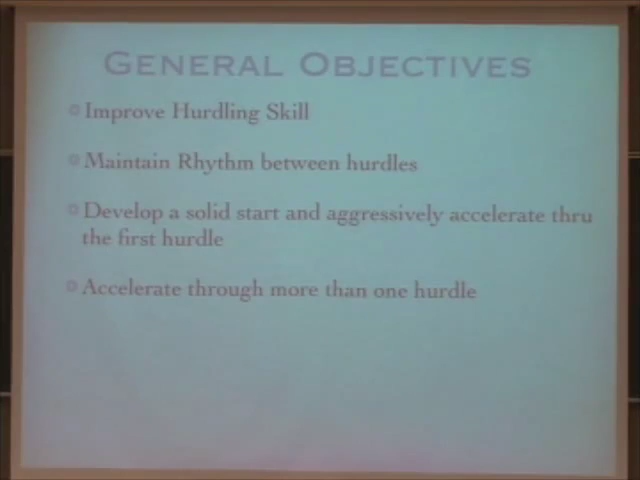 GENERAL OBJECTIVES
Improve Hurdling Skill
Maintain Rhythm between hurdles
Develop a solid start and aggressively accelerate thru
the first hurdle
Accelerate through more than one hurdle